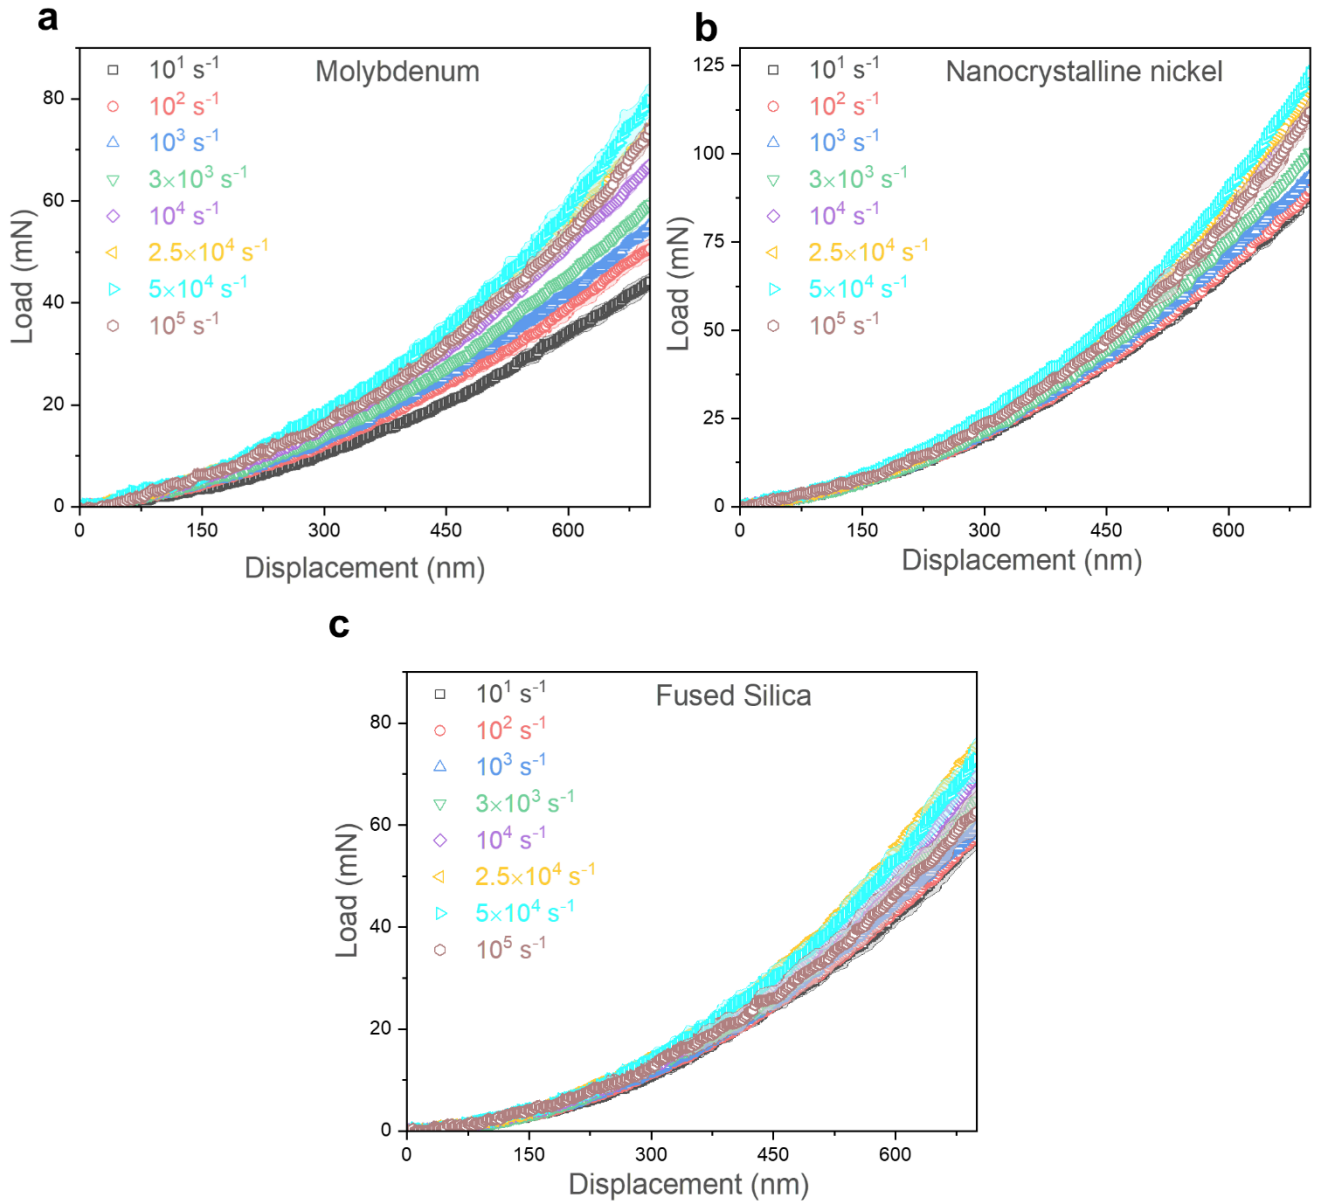 a
Molybdenum
10¹ s⁻¹
10² s⁻¹
10³ s⁻¹
3×10³ s⁻¹
10⁴ s⁻¹
2.5×10⁴ s⁻¹
5×10⁴ s⁻¹
10⁵ s⁻¹
Load (mN)
80
60
40
20
0
0 150 300 450 600
Displacement (nm)
b
Nanocrystalline nickel
10¹ s⁻¹
10² s⁻¹
10³ s⁻¹
3×10³ s⁻¹
10⁴ s⁻¹
2.5×10⁴ s⁻¹
5×10⁴ s⁻¹
10⁵ s⁻¹
Load (mN)
125
100
75
50
25
0
0 150 300 450 600
Displacement (nm)
c
Fused Silica
10¹ s⁻¹
10² s⁻¹
10³ s⁻¹
3×10³ s⁻¹
10⁴ s⁻¹
2.5×10⁴ s⁻¹
5×10⁴ s⁻¹
10⁵ s⁻¹
Load (mN)
80
60
40
20
0
0 150 300 450 600
Displacement (nm)